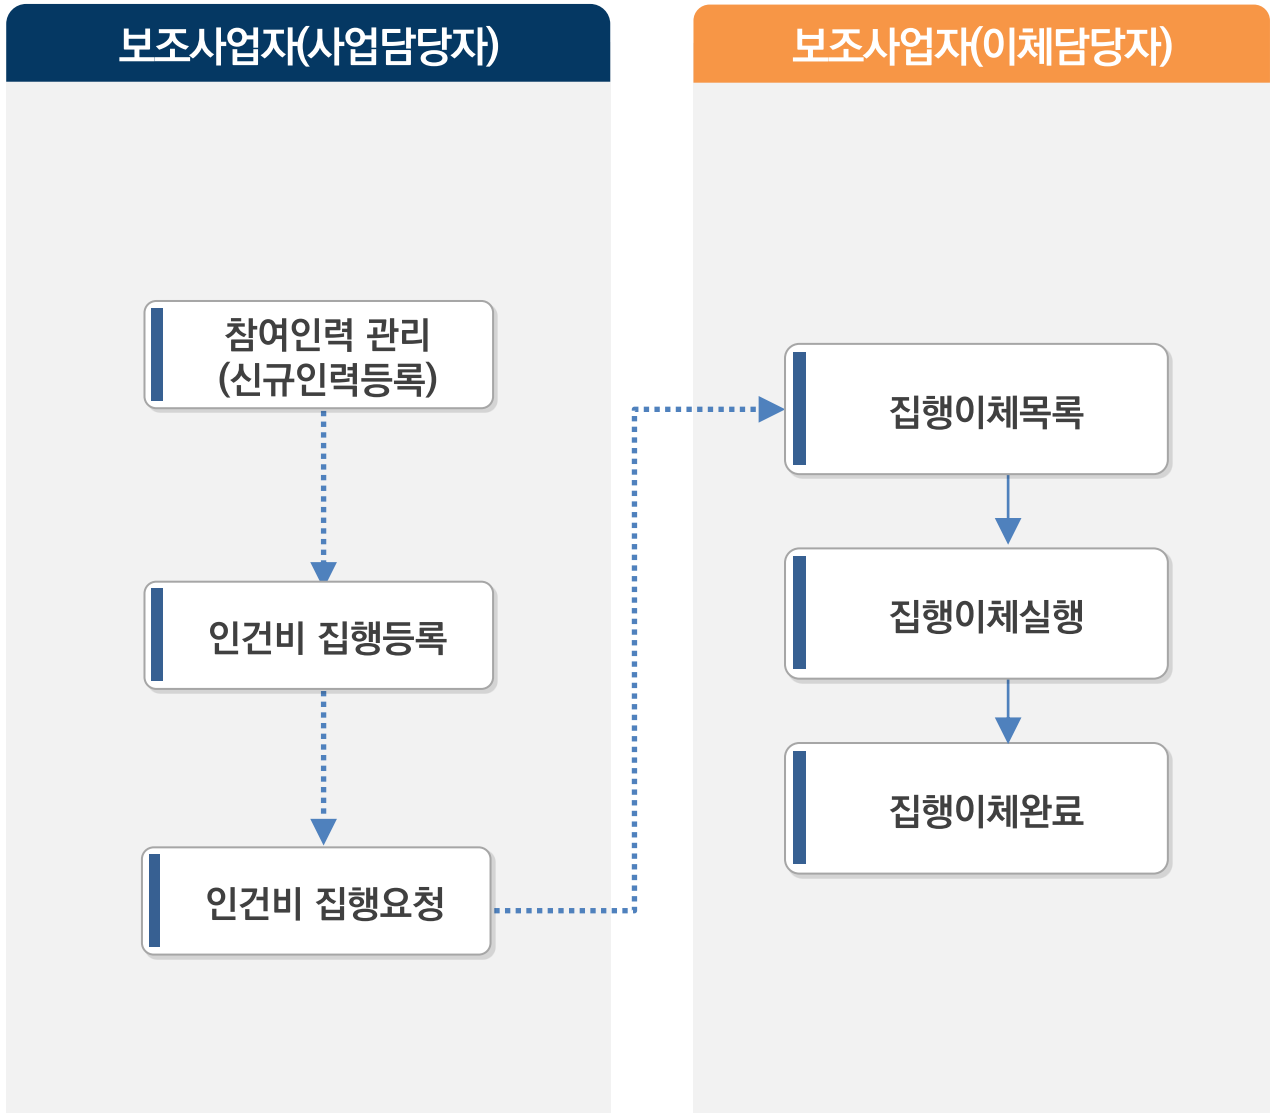 보조사업자(사업담당자)
참여인력 관리
(신규인력등록)
인건비 집행등록
인건비 집행요청
보조사업자(이체담당자)
집행이체목록
집행이체실행
집행이체완료